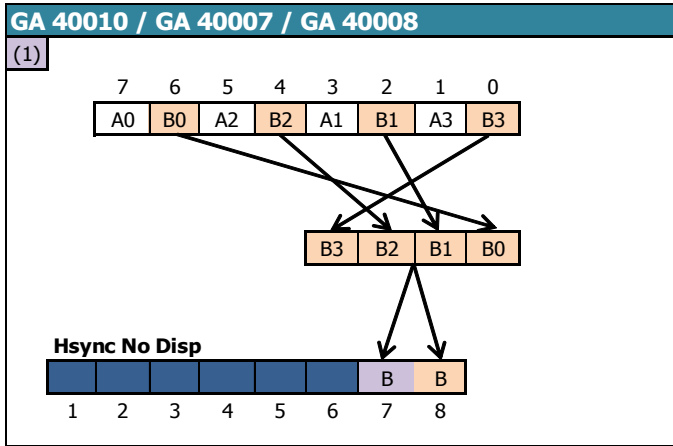 GA 40010 / GA 40007 / GA 40008
(1)
7 6 5 4 3 2 1 0
A0 B0 A2 B2 A1 B1 A3 B3
B3 B2 B1 B0
Hsync No Disp
B B
1 2 3 4 5 6 7 8